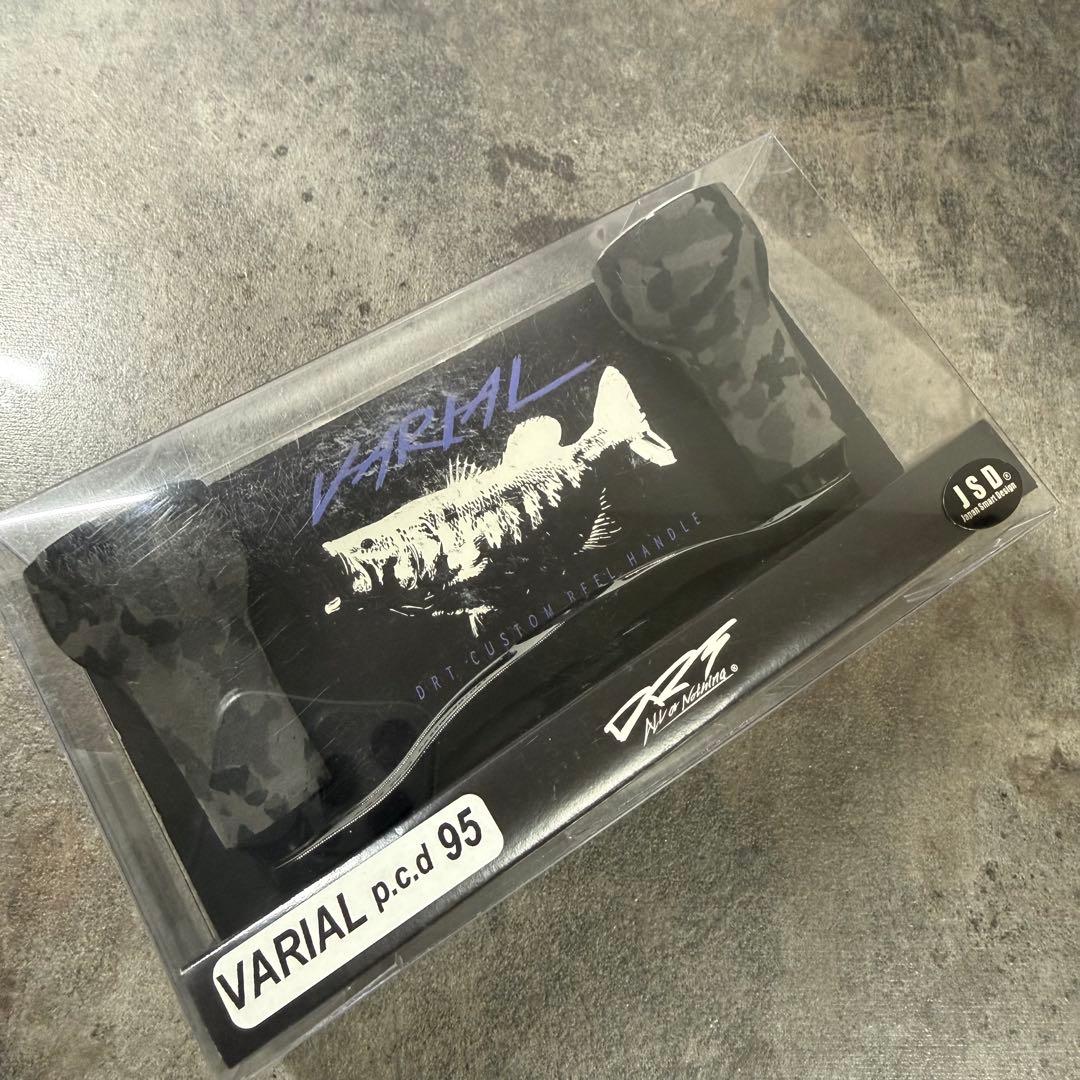 VARIAL
DRT CUSTOM REEL HANDLE
JSD®
Japan Smart Design
DRT
All or Nothing®
VARIAL p.c.d 95